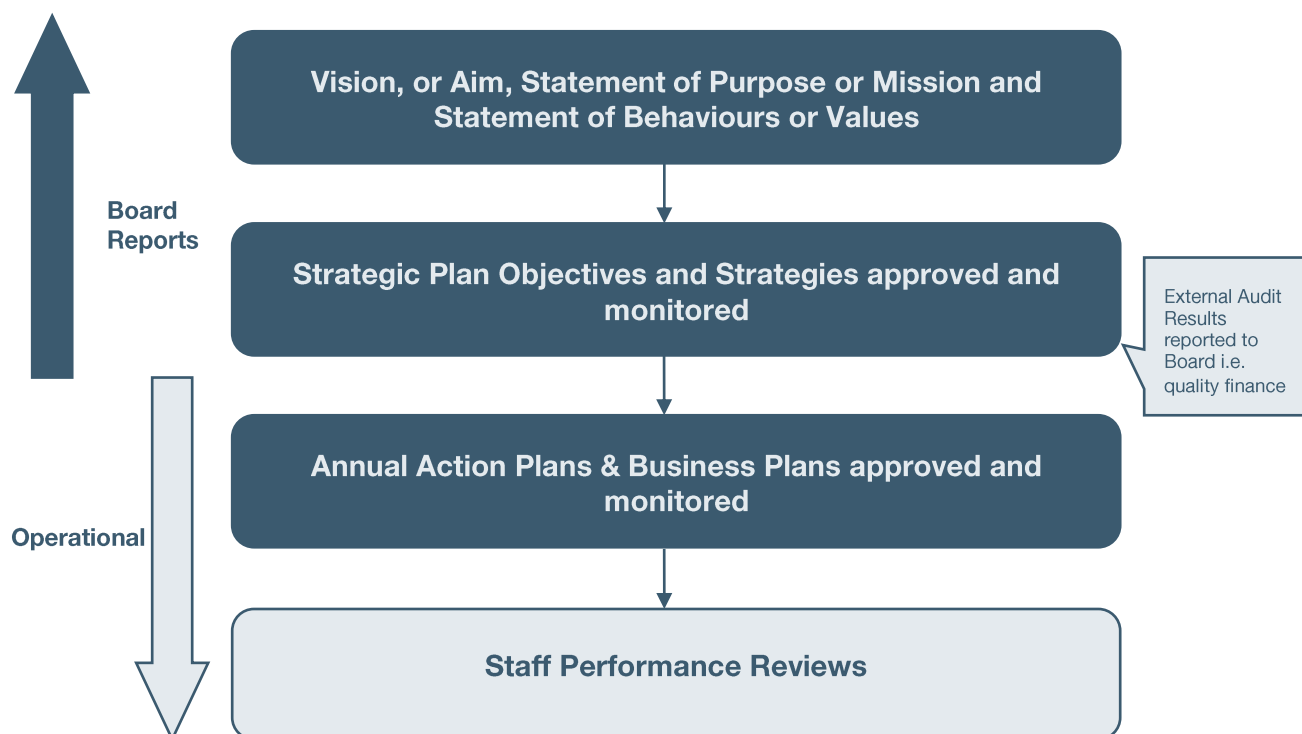 Vision, or Aim, Statement of Purpose or Mission and
Statement of Behaviours or Values
Board
Reports
Strategic Plan Objectives and Strategies approved and
monitored
External Audit
Results
reported to
Board i.e.
quality finance
Annual Action Plans & Business Plans approved and
monitored
Operational
Staff Performance Reviews